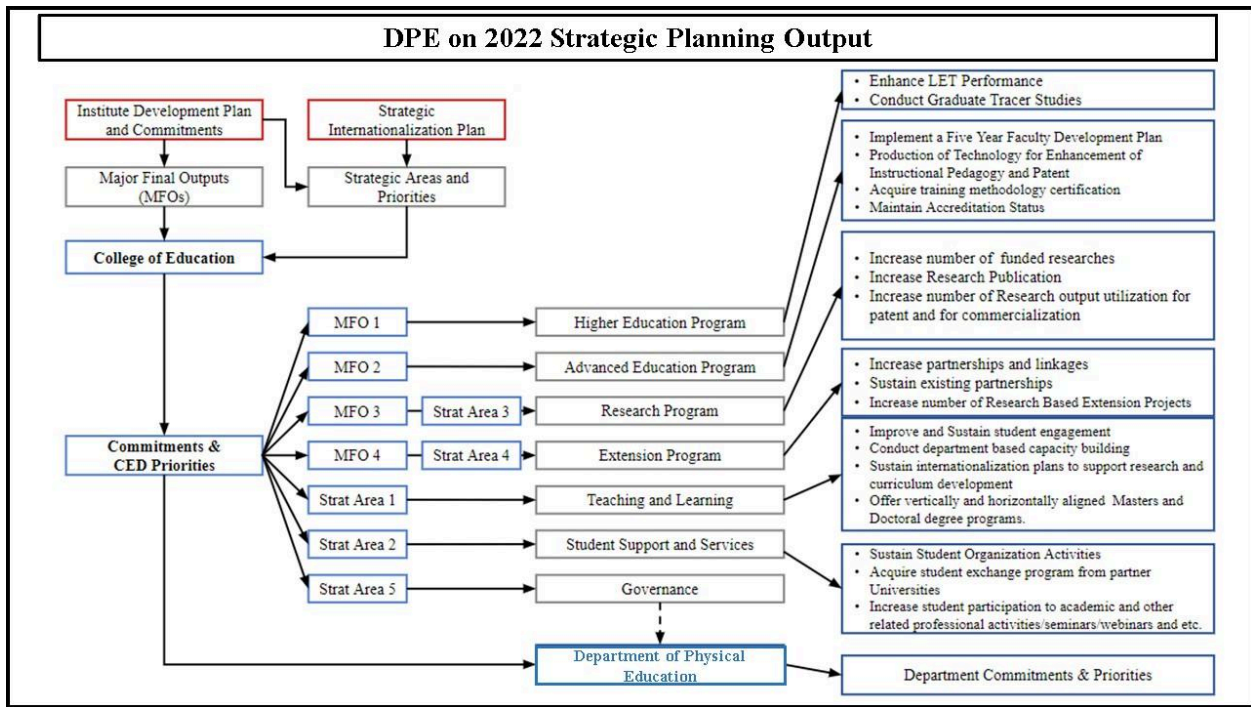 DPE on 2022 Strategic Planning Output
Institute Development Plan
and Commitments
Strategic
Internationalization Plan
Major Final Outputs
(MFOs)
Strategic Areas and
Priorities
College of Education
Commitments &
CED Priorities
MFO 1
Higher Education Program
MFO 2
Advanced Education Program
MFO 3
Strat Area 3
Research Program
MFO 4
Strat Area 4
Extension Program
Strat Area 1
Teaching and Learning
Strat Area 2
Student Support and Services
Strat Area 5
Governance
Department of Physical
Education
• Enhance LET Performance
• Conduct Graduate Tracer Studies
• Implement a Five Year Faculty Development Plan
• Production of Technology for Enhancement of
Instructional Pedagogy and Patent
• Acquire training methodology certification
• Maintain Accreditation Status
• Increase number of funded researches
• Increase Research Publication
• Increase number of Research output utilization for
patent and for commercialization
• Increase partnerships and linkages
• Sustain existing partnerships
• Increase number of Research Based Extension Projects
• Improve and Sustain student engagement
• Conduct department based capacity building
• Sustain internationalization plans to support research and
curriculum development
• Offer vertically and horizontally aligned Masters and
Doctoral degree programs.
• Sustain Student Organization Activities
• Acquire student exchange program from partner
Universities
• Increase student participation to academic and other
related professional activities/seminars/webinars and etc.
Department Commitments & Priorities